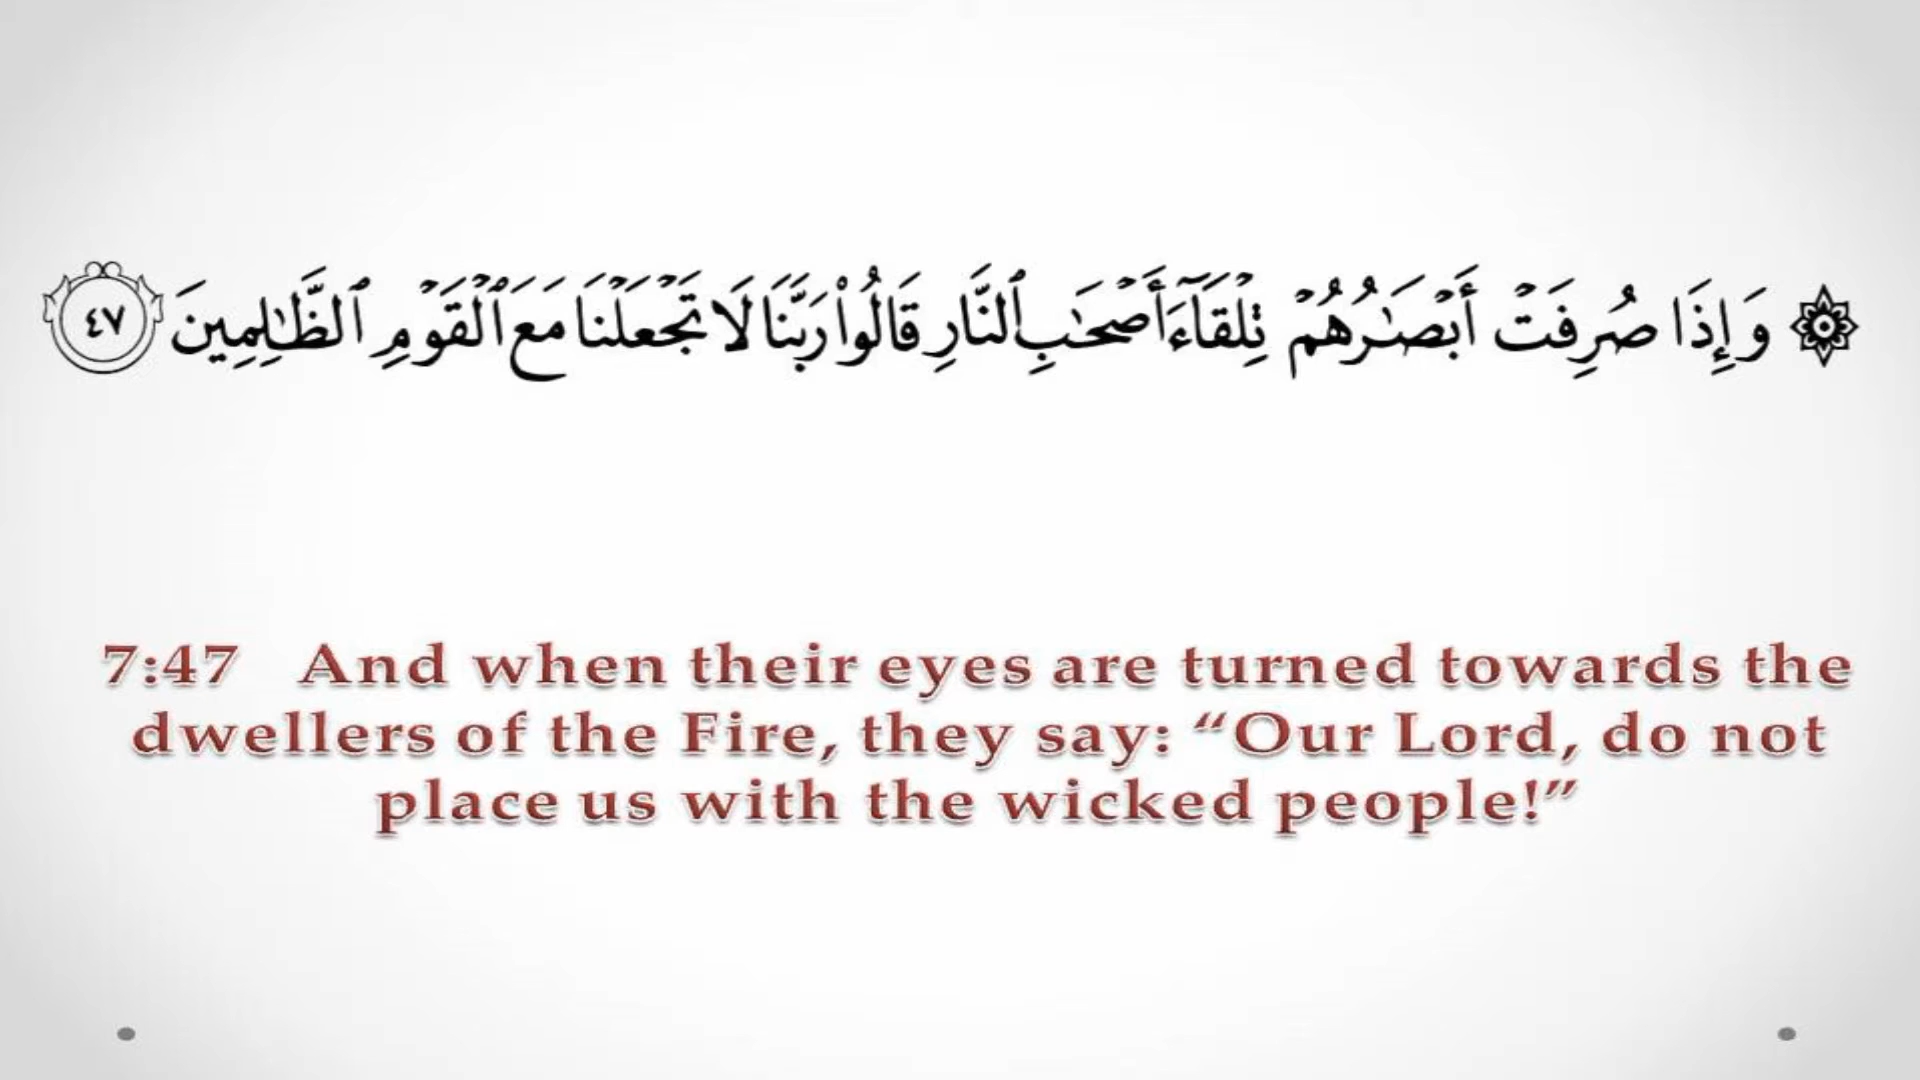 ۞ وَإِذَا صُرِفَتْ أَبْصَـٰرُهُمْ تِلْقَآءَ أَصْحَـٰبِ ٱلنَّارِ قَالُوا۟ رَبَّنَا لَا تَجْعَلْنَا مَعَ ٱلْقَوْمِ ٱلظَّـٰلِمِينَ ٤٧
7:47 And when their eyes are turned towards the
dwellers of the Fire, they say: “Our Lord, do not
place us with the wicked people!”